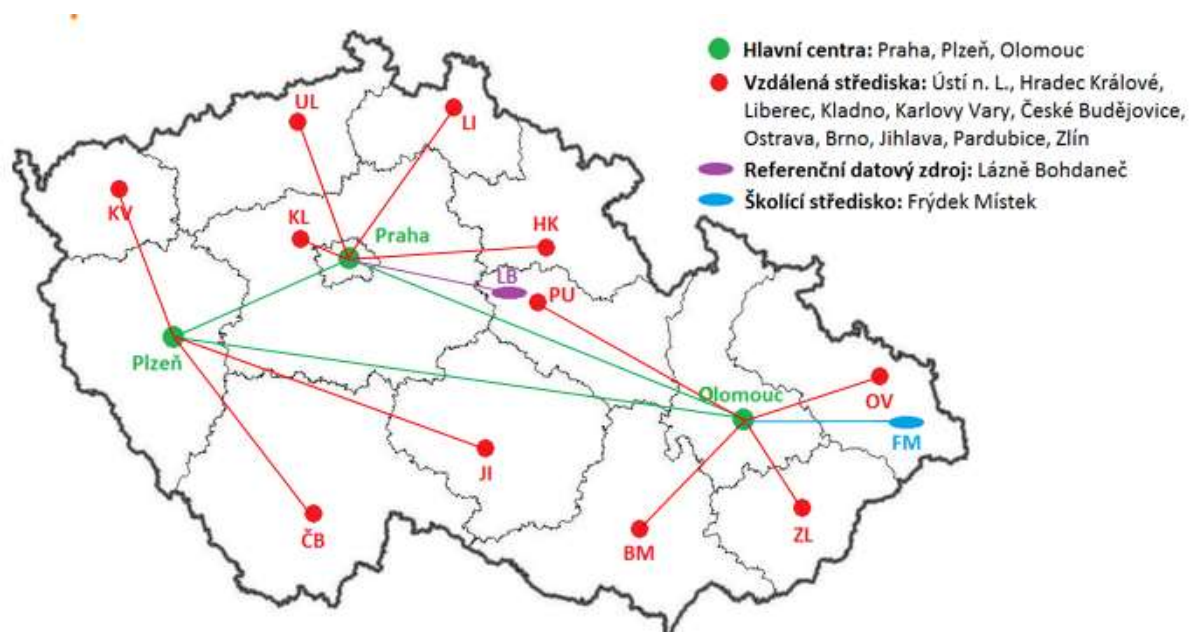 Hlavní centra: Praha, Plzeň, Olomouc
Vzdálená střediska: Ústí n. L., Hradec Králové,
Liberec, Kladno, Karlovy Vary, České Budějovice,
Ostrava, Brno, Jihlava, Pardubice, Zlín
Referenční datový zdroj: Lázně Bohdaneč
Školící středisko: Frýdek Místek
UL
LI
KV
KL
Praha
HK
LB
PU
Plzeň
Olomouc
OV
FM
JI
ČB
BM
ZL